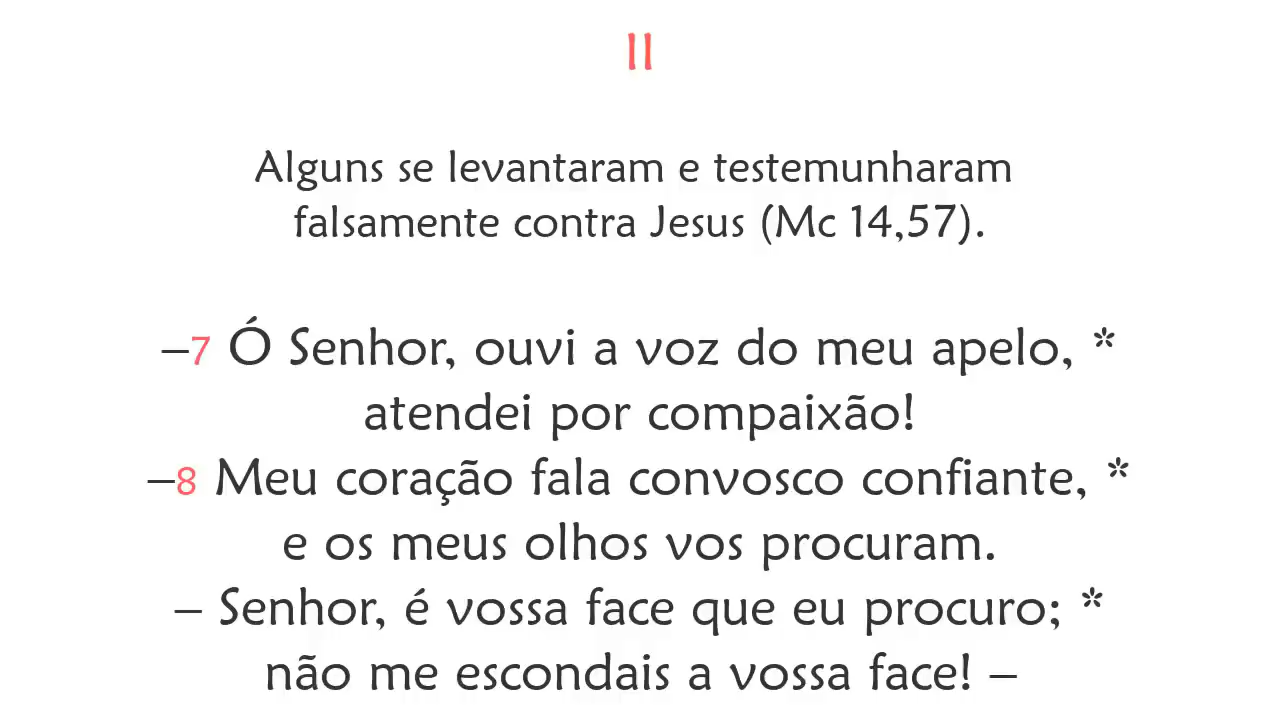 II
Alguns se levantaram e testemunharam
falsamente contra Jesus (Mc 14,57).
–7 Ó Senhor, ouvi a voz do meu apelo, *
atendei por compaixão!
–8 Meu coração fala convosco confiante, *
e os meus olhos vos procuram.
– Senhor, é vossa face que eu procuro; *
não me escondais a vossa face! –